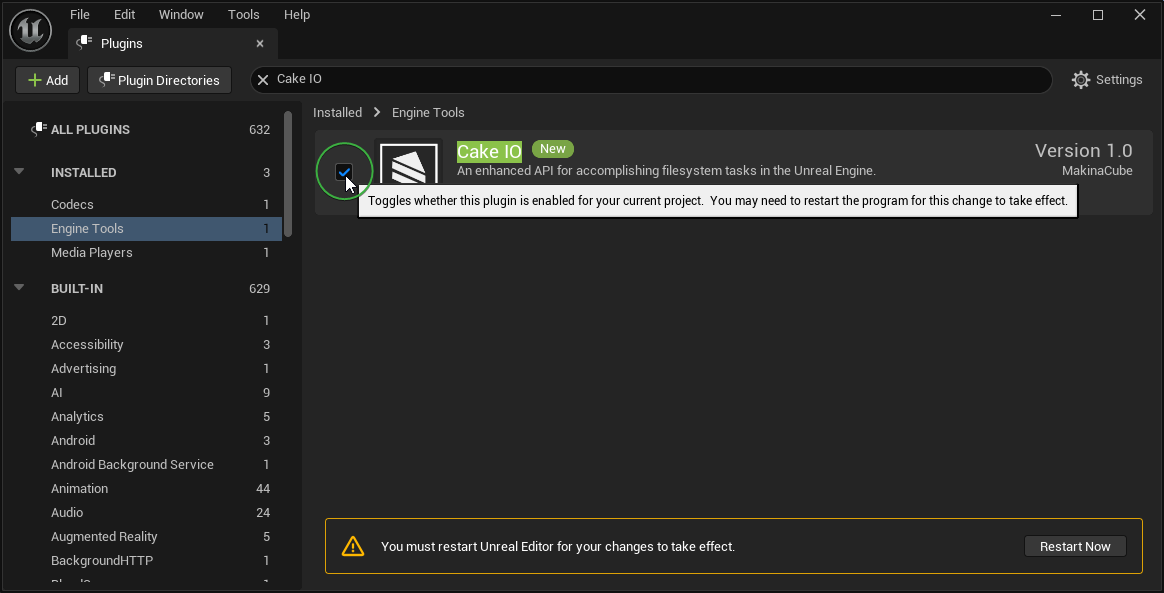 File Edit Window Tools Help
Plugins
Add Plugin Directories Cake IO Settings
ALL PLUGINS 632
INSTALLED 3
Codecs 1
Engine Tools 1
Media Players 1
BUILT-IN 629
2D 1
Accessibility 3
Advertising 1
AI 9
Analytics 5
Android 3
Android Background Service 1
Animation 44
Audio 24
Augmented Reality 5
BackgroundHTTP 1
Installed > Engine Tools
Cake IO New Version 1.0
An enhanced API for accomplishing filesystem tasks in the Unreal Engine. MakinaCube
Toggles whether this plugin is enabled for your current project. You may need to restart the program for this change to take effect.
You must restart Unreal Editor for your changes to take effect. Restart Now